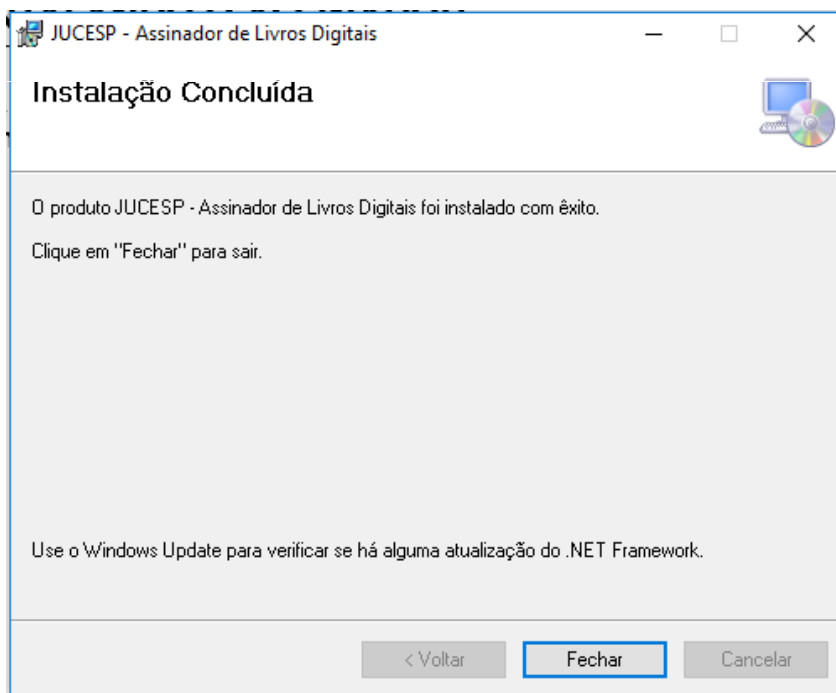 JUCESP - Assinador de Livros Digitais
Instalação Concluída
O produto JUCESP - Assinador de Livros Digitais foi instalado com êxito.
Clique em "Fechar" para sair.
Use o Windows Update para verificar se há alguma atualização do .NET Framework.
< Voltar
Fechar
Cancelar